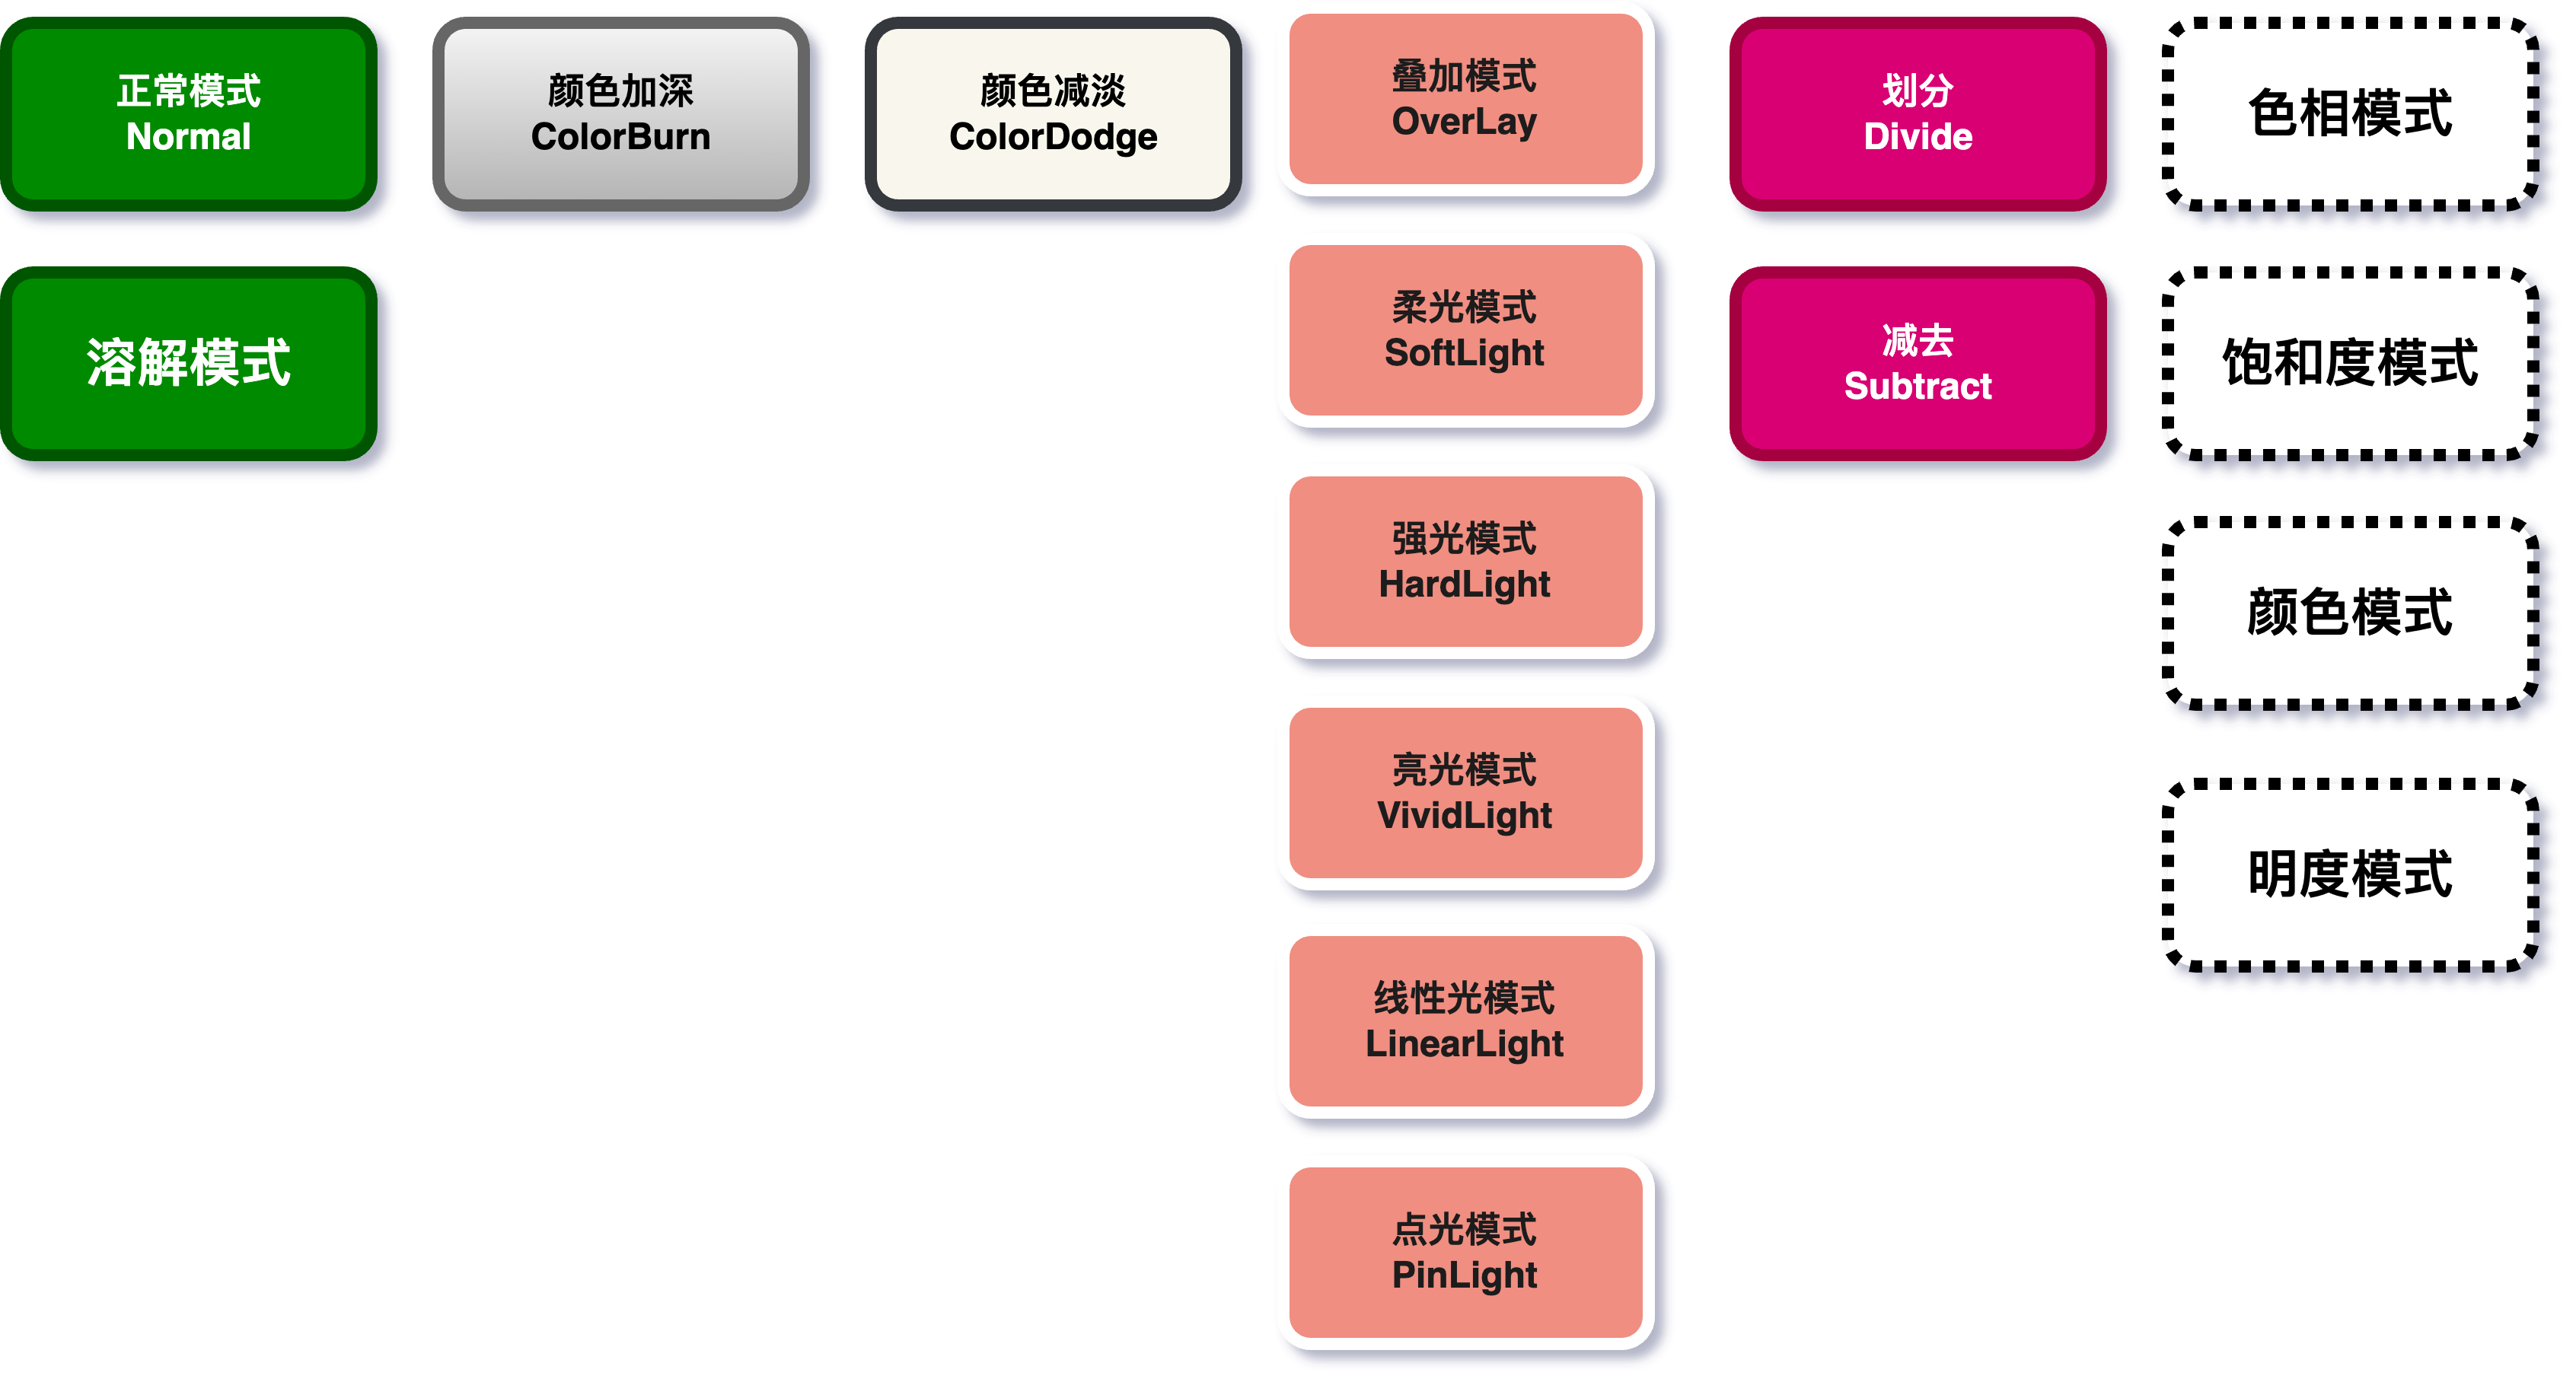 正常模式
Normal
溶解模式
颜色加深
ColorBurn
颜色减淡
ColorDodge
叠加模式
OverLay
柔光模式
SoftLight
强光模式
HardLight
亮光模式
VividLight
线性光模式
LinearLight
点光模式
PinLight
划分
Divide
减去
Subtract
色相模式
饱和度模式
颜色模式
明度模式